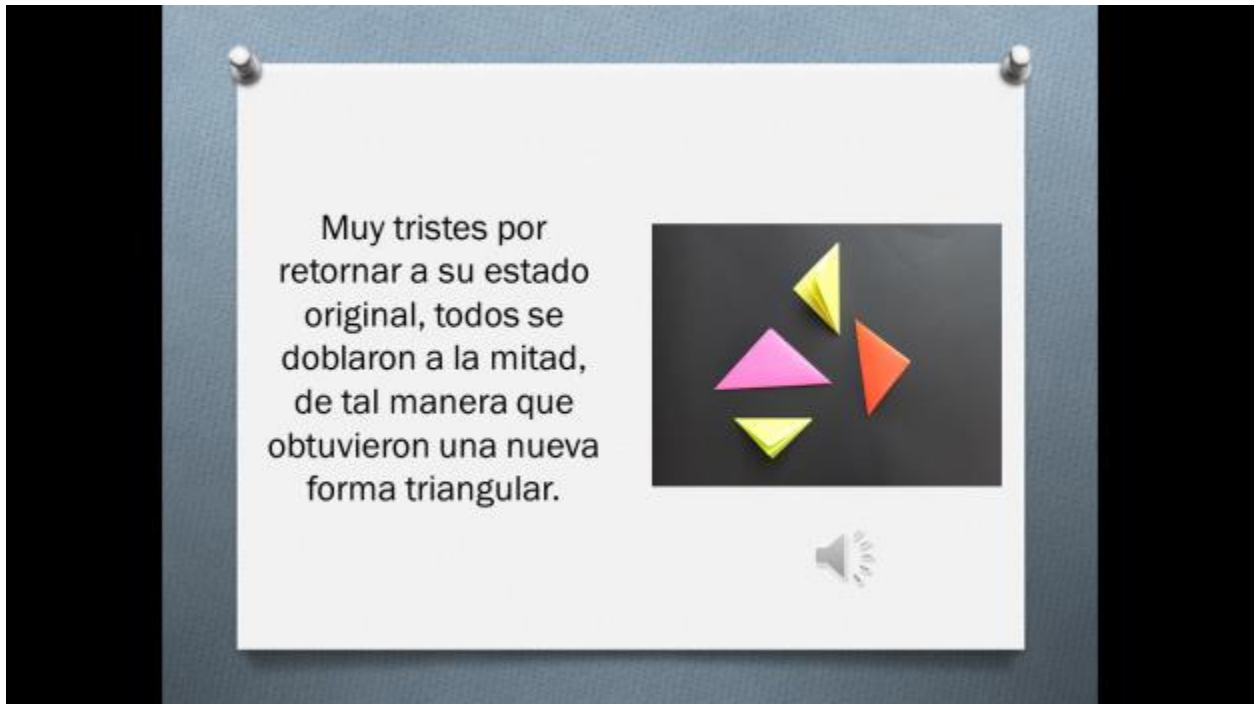 Muy tristes por
retornar a su estado
original, todos se
doblaron a la mitad,
de tal manera que
obtuvieron una nueva
forma triangular.